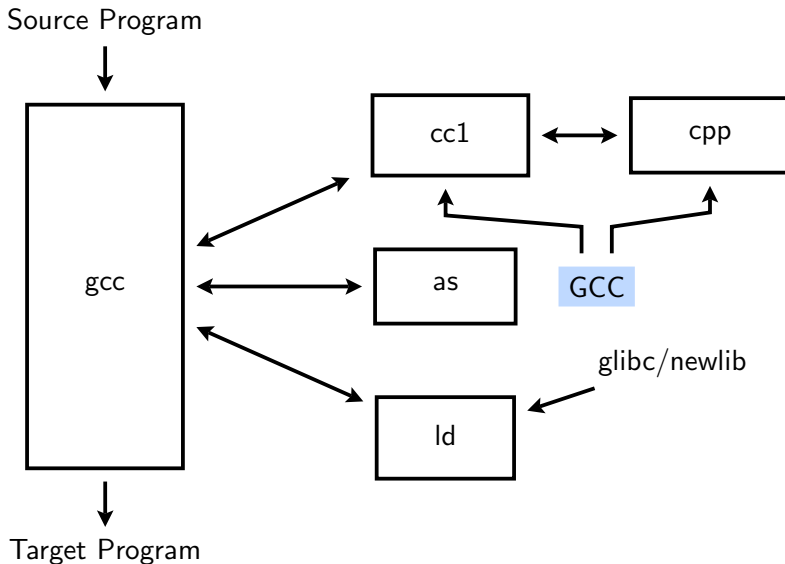 Source Program
cc1
cpp
gcc
as
GCC
glibc/newlib
ld
Target Program